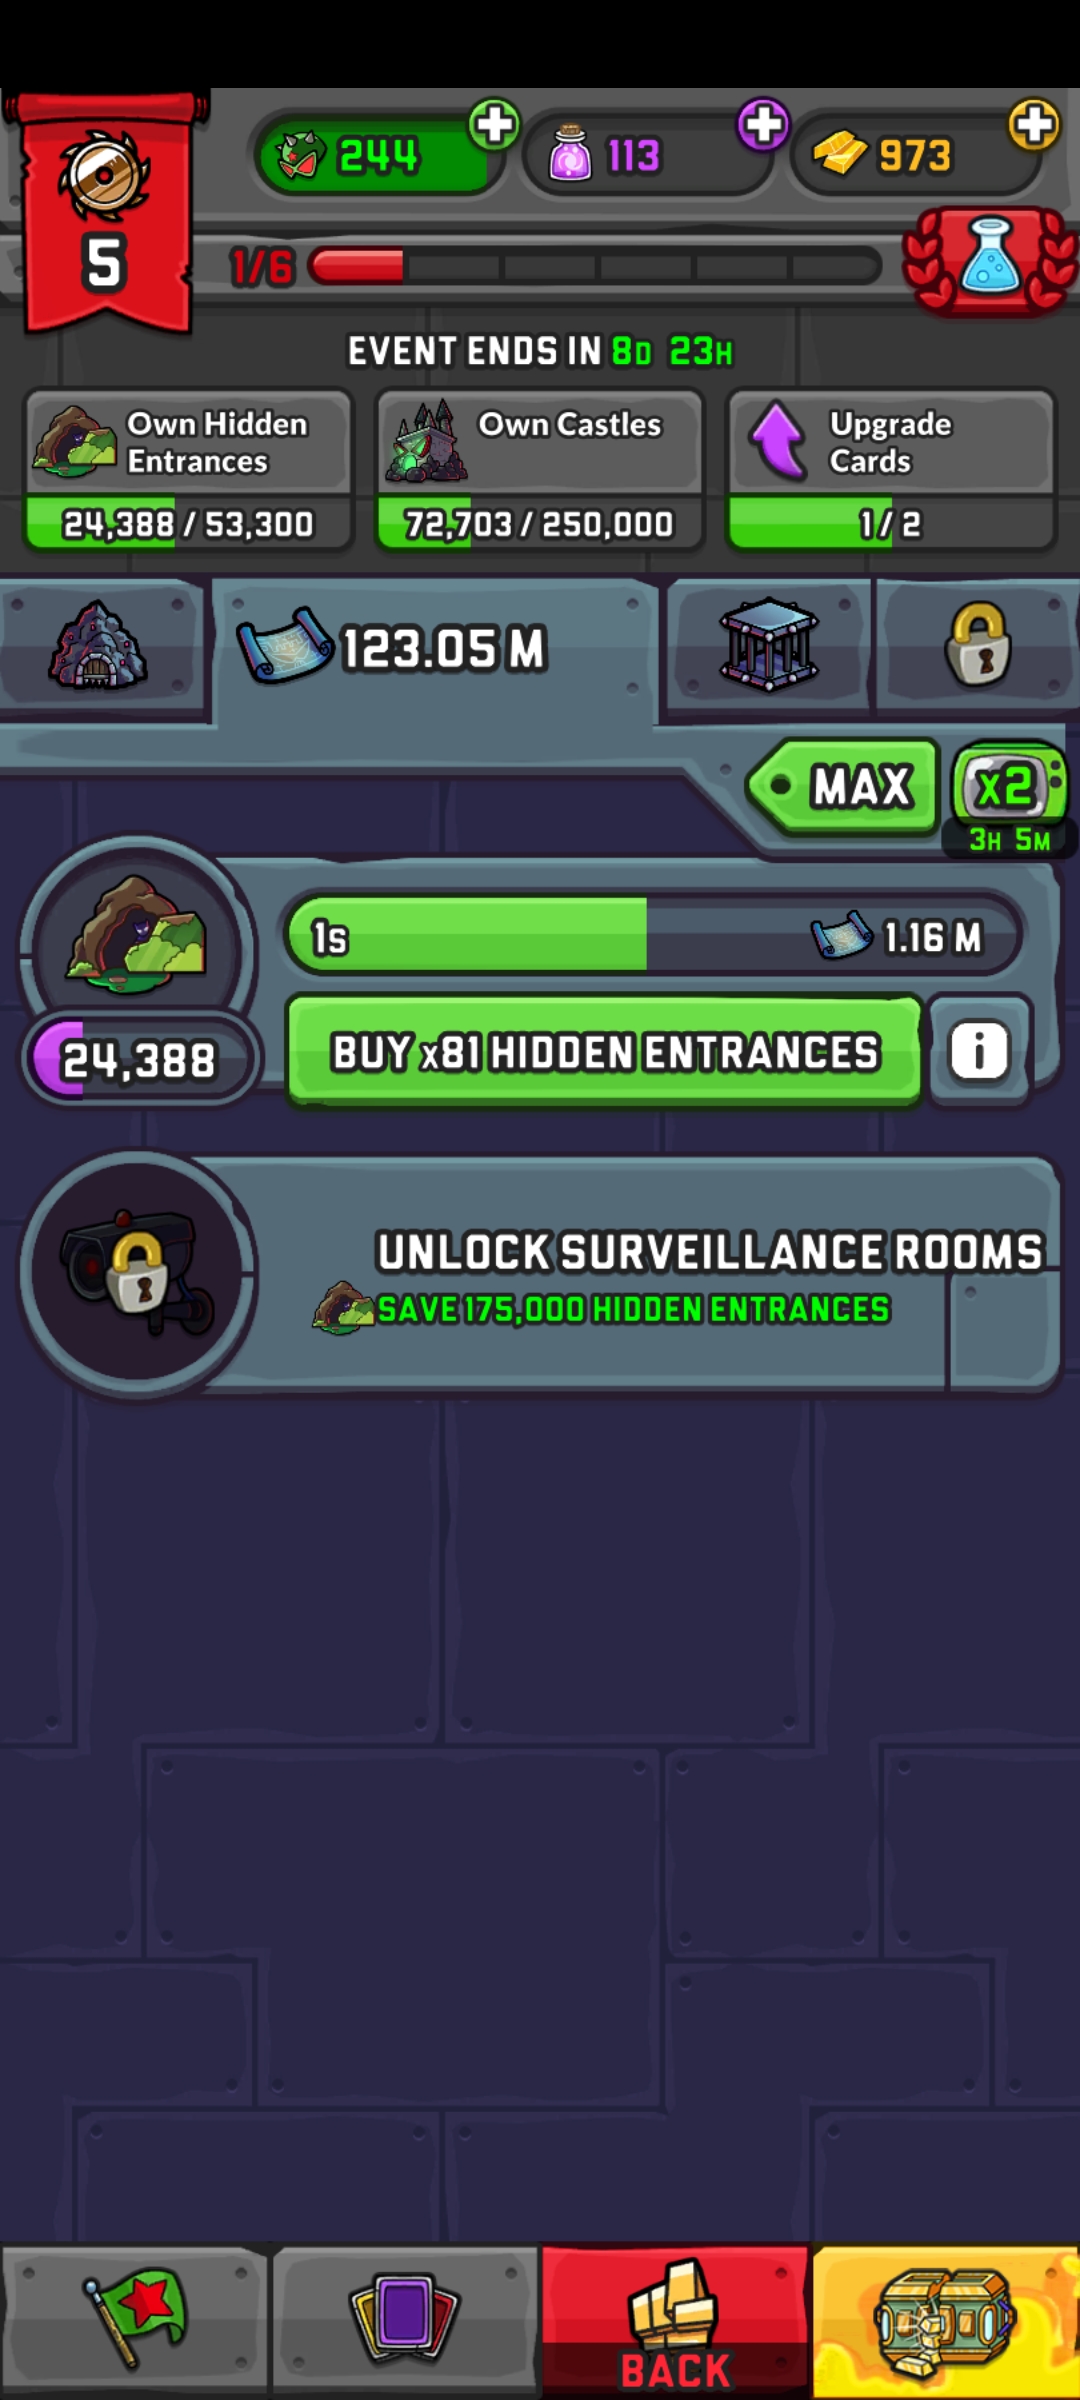 244
113
973
5
1/6
EVENT ENDS IN 8D 23H
Own Hidden
Entrances
24,388 / 53,300
Own Castles
72,703 / 250,000
Upgrade
Cards
1/ 2
123.05 M
MAX
x2
3H 5M
1s
1.16 M
24,388
BUY x81 HIDDEN ENTRANCES
i
UNLOCK SURVEILLANCE ROOMS
SAVE 175,000 HIDDEN ENTRANCES
BACK